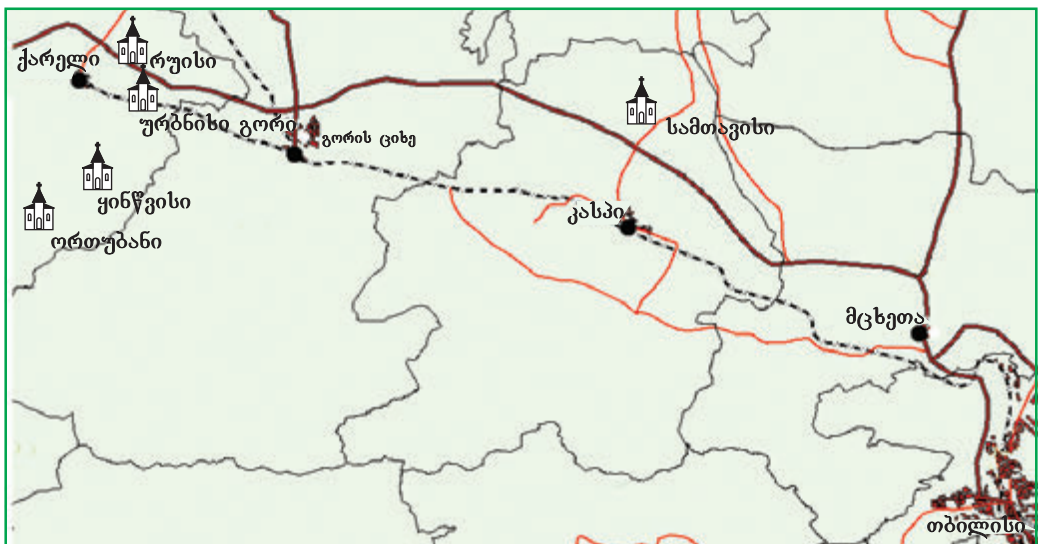 ქარელი
რუისი
ურბნისი გორი
გორის ციხე
სამთავისი
ყინწვისი
ორთუბანი
კასპი
მცხეთა
თბილისი